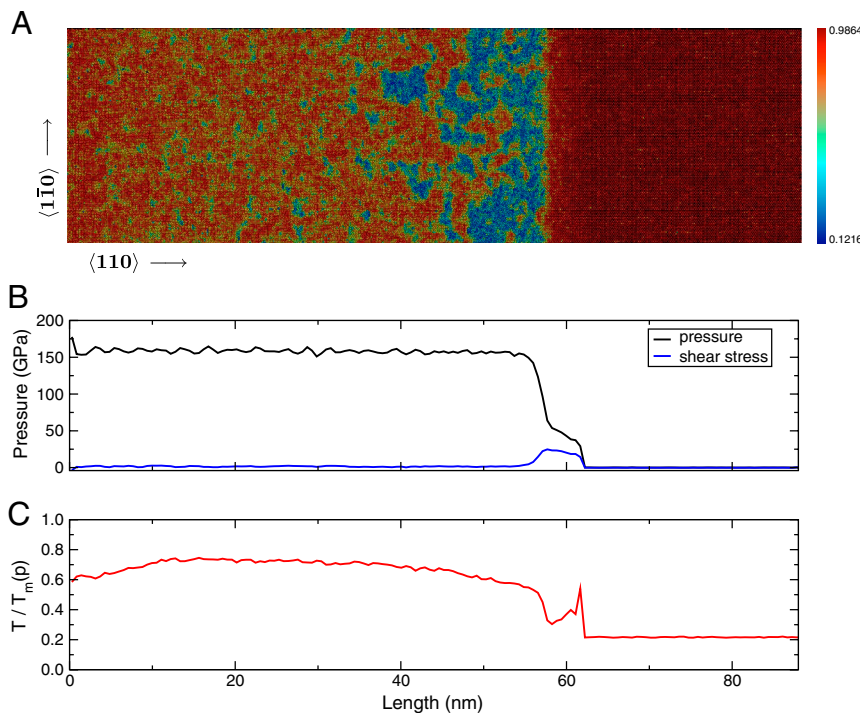 A
0.9864
⟨11̄0⟩ ⟶
0.1216
⟨110⟩ ⟶
B
200
150
100
50
0
Pressure (GPa)
pressure
shear stress
C
1.0
0.8
0.6
0.4
0.2
0.0
T / Tm(p)
0 20 40 60 80
Length (nm)